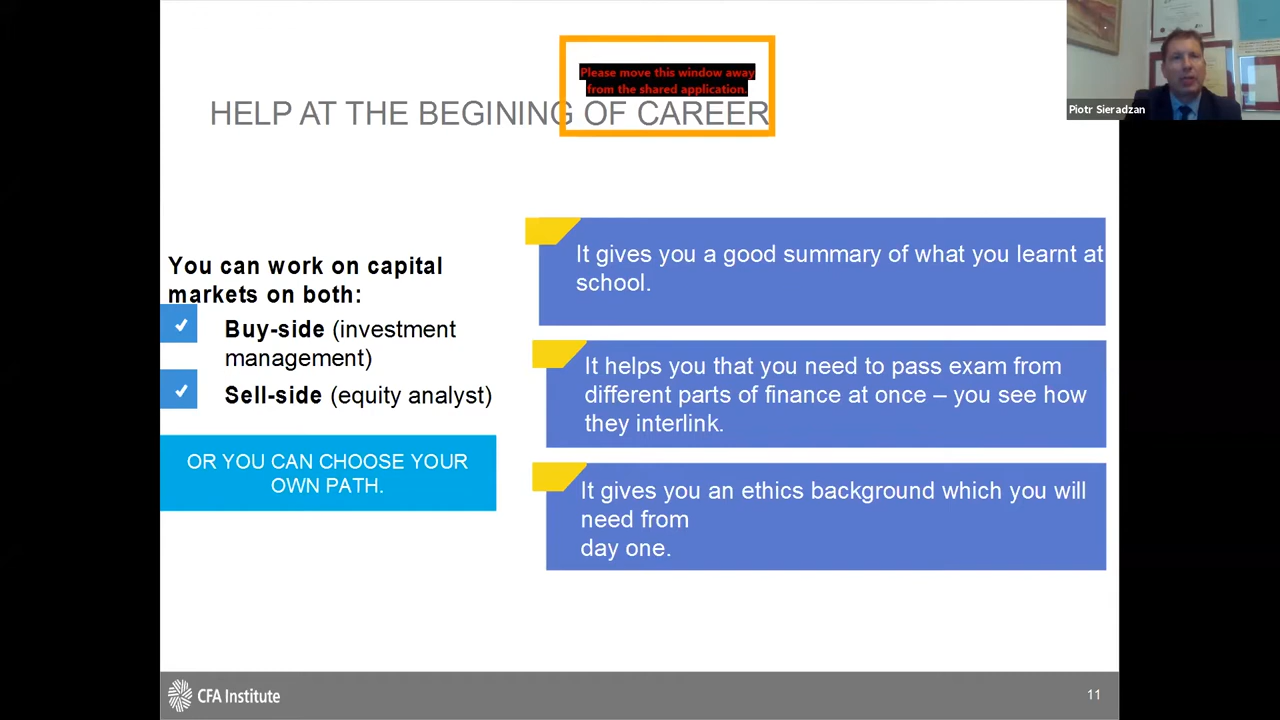 Please move this window away
from the shared application.
HELP AT THE BEGINING OF CAREER
Piotr Sieradzan
You can work on capital
markets on both:
Buy-side (investment
management)
Sell-side (equity analyst)
OR YOU CAN CHOOSE YOUR
OWN PATH.
It gives you a good summary of what you learnt at
school.
It helps you that you need to pass exam from
different parts of finance at once – you see how
they interlink.
It gives you an ethics background which you will
need from
day one.
CFA Institute
11